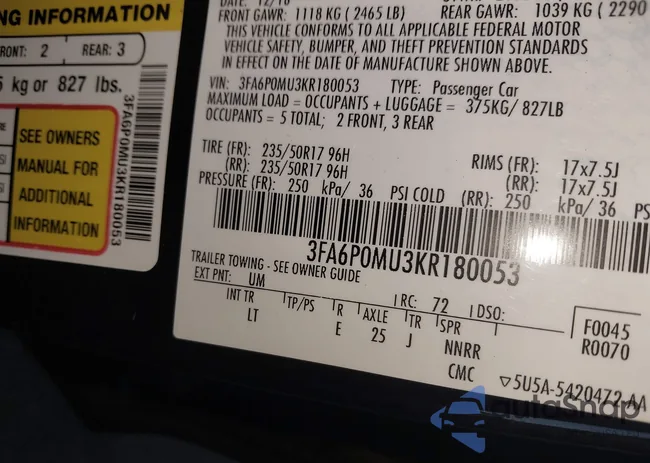 NG INFORMATION
RONT: 2 REAR: 3
5 kg or 827 lbs.
SEE OWNERS
MANUAL FOR
ADDITIONAL
INFORMATION
3FA6P0MU3KR180053
DATE: 12/18
FRONT GAWR: 1118 KG ( 2465 LB) REAR GAWR: 1039 KG ( 2290
THIS VEHICLE CONFORMS TO ALL APPLICABLE FEDERAL MOTOR
VEHICLE SAFETY, BUMPER, AND THEFT PREVENTION STANDARDS
IN EFFECT ON THE DATE OF MANUFACTURE SHOWN ABOVE.
VIN: 3FA6P0MU3KR180053 TYPE: Passenger Car
MAXIMUM LOAD = OCCUPANTS + LUGGAGE = 375KG/ 827LB
OCCUPANTS = 5 TOTAL; 2 FRONT, 3 REAR
TIRE (FR): 235/50R17 96H RIMS (FR): 17x7.5J
(RR): 235/50R17 96H (RR): 17x7.5J
PRESSURE (FR): 250 kPa/ 36 PSI COLD (RR): 250 kPa/ 36 PS
3FA6P0MU3KR180053
TRAILER TOWING - SEE OWNER GUIDE
EXT PNT: UM RC: 72 DSO: F0045
INT TR TP/PS R AXLE TR SPR R0070
LT E 25 J NNRR
CMC ▽5U5A-5420472-AA
autoSnap